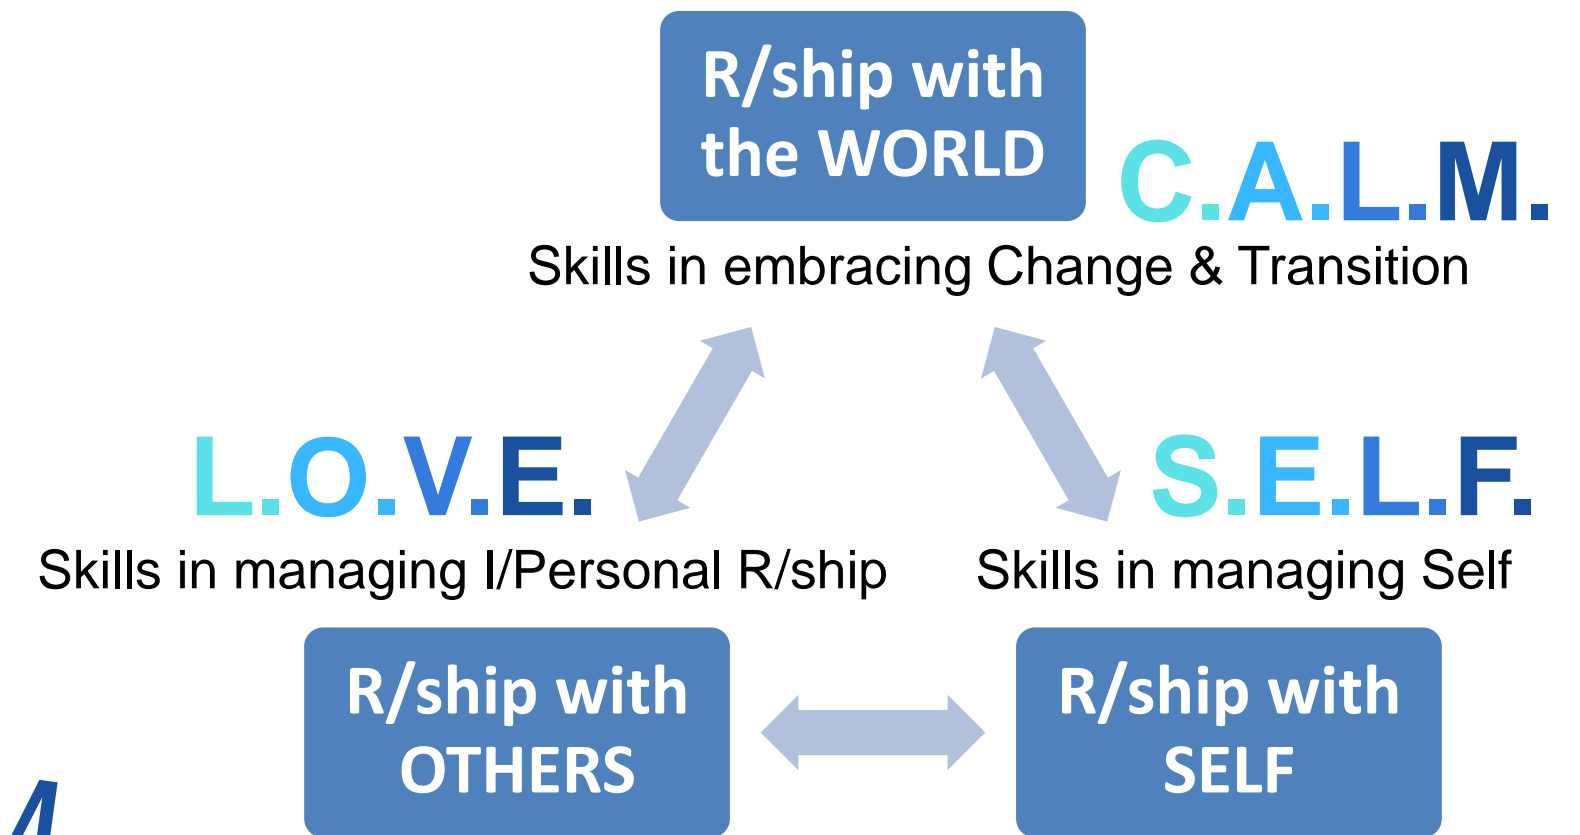 R/ship with
the WORLD
C.A.L.M.
Skills in embracing Change & Transition
L.O.V.E.
S.E.L.F.
Skills in managing I/Personal R/ship
Skills in managing Self
R/ship with
OTHERS
R/ship with
SELF